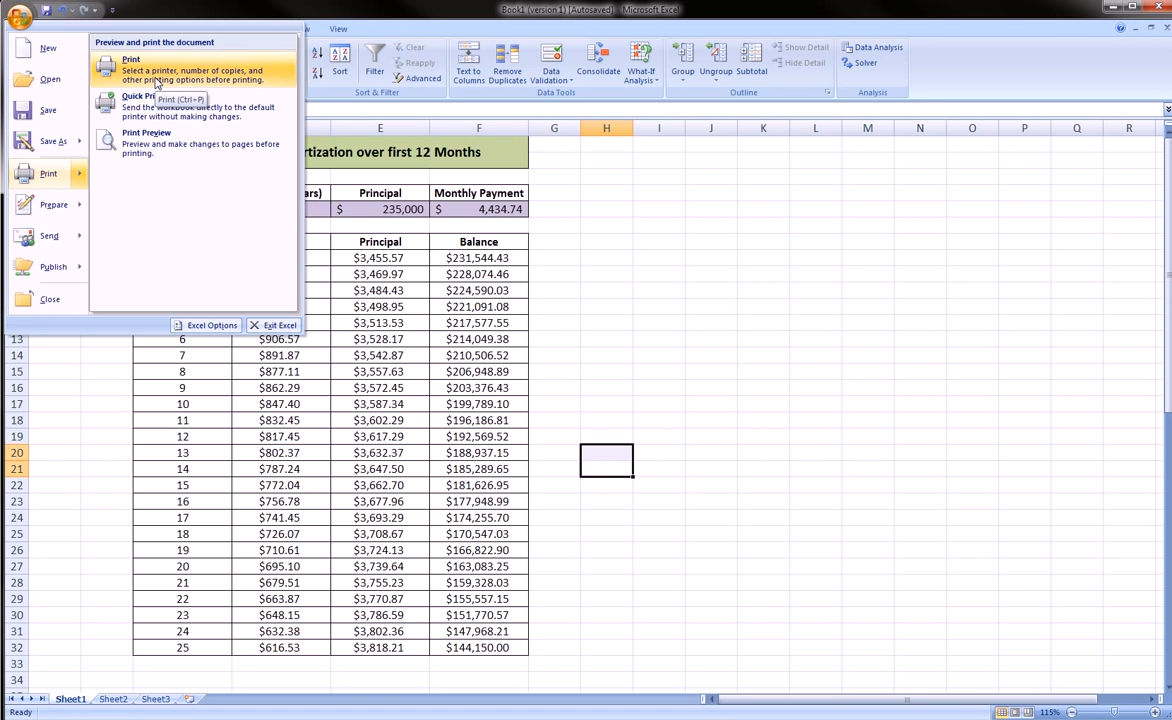 Book1 (version 1) [Autosaved] - Microsoft Excel
View
New
Open
Save
Save As
Print
Prepare
Send
Publish
Close
Preview and print the document
Print
Select a printer, number of copies, and
other printing options before printing.
Print (Ctrl+P)
Quick
Send the workbook directly to the default
printer without making changes.
Print Preview
Preview and make changes to pages before
printing.
Excel Options
Exit Excel
Sort
Filter
Clear
Reapply
Advanced
Sort & Filter
Text to
Columns
Remove
Duplicates
Data
Validation
Consolidate
What-If
Analysis
Data Tools
Group
Ungroup
Subtotal
Show Detail
Hide Detail
Outline
Data Analysis
Solver
Analysis
E F G H I J K L M N O P Q R
rtization over first 12 Months
ars) Principal Monthly Payment
$ 235,000 $ 4,434.74
Principal Balance
$3,455.57 $231,544.43
$3,469.97 $228,074.46
$3,484.43 $224,590.03
$3,498.95 $221,091.08
$3,513.53 $217,577.55
13 6 $906.57 $3,528.17 $214,049.38
14 7 $891.87 $3,542.87 $210,506.52
15 8 $877.11 $3,557.63 $206,948.89
16 9 $862.29 $3,572.45 $203,376.43
17 10 $847.40 $3,587.34 $199,789.10
18 11 $832.45 $3,602.29 $196,186.81
19 12 $817.45 $3,617.29 $192,569.52
20 13 $802.37 $3,632.37 $188,937.15
21 14 $787.24 $3,647.50 $185,289.65
22 15 $772.04 $3,662.70 $181,626.95
23 16 $756.78 $3,677.96 $177,948.99
24 17 $741.45 $3,693.29 $174,255.70
25 18 $726.07 $3,708.67 $170,547.03
26 19 $710.61 $3,724.13 $166,822.90
27 20 $695.10 $3,739.64 $163,083.25
28 21 $679.51 $3,755.23 $159,328.03
29 22 $663.87 $3,770.87 $155,557.15
30 23 $648.15 $3,786.59 $151,770.57
31 24 $632.38 $3,802.36 $147,968.21
32 25 $616.53 $3,818.21 $144,150.00
33
34
Sheet1 Sheet2 Sheet3
Ready
115%